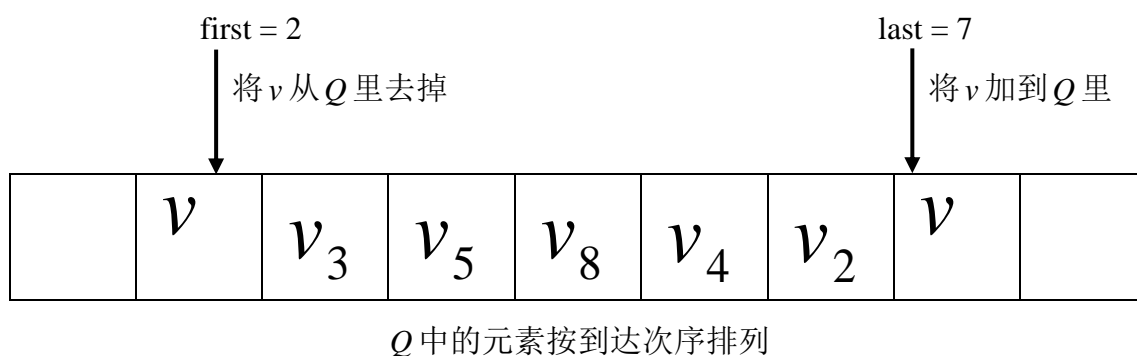 first = 2 last = 7
将 v 从 Q 里去掉 将 v 加到 Q 里
v v₃ v₅ v₈ v₄ v₂ v
Q 中的元素按到达次序排列